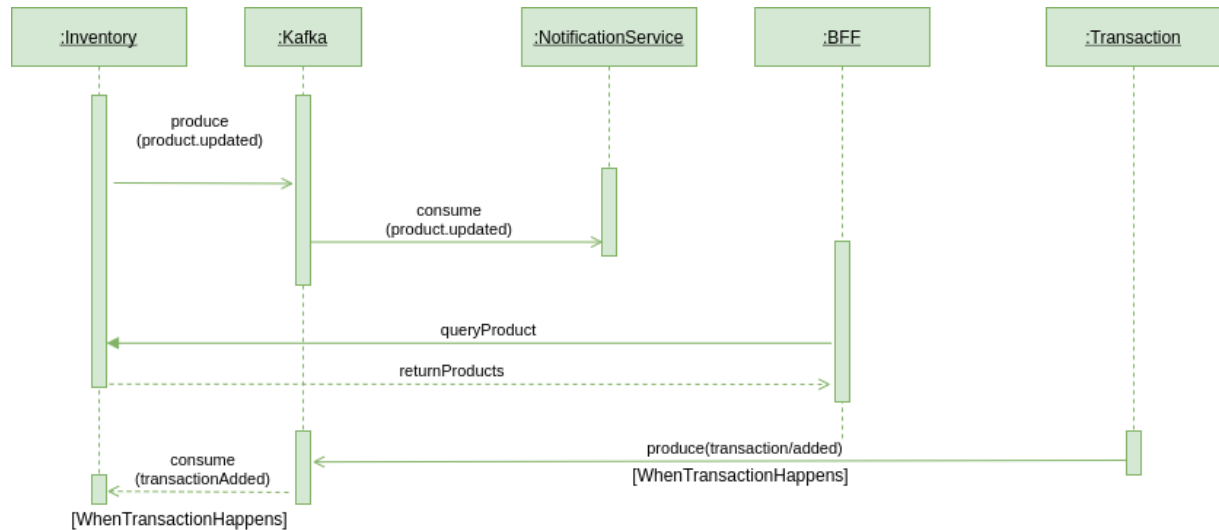 :Inventory
:Kafka
:NotificationService
:BFF
:Transaction
produce
(product.updated)
consume
(product.updated)
queryProduct
returnProducts
produce(transaction/added)
[WhenTransactionHappens]
consume
(transactionAdded)
[WhenTransactionHappens]